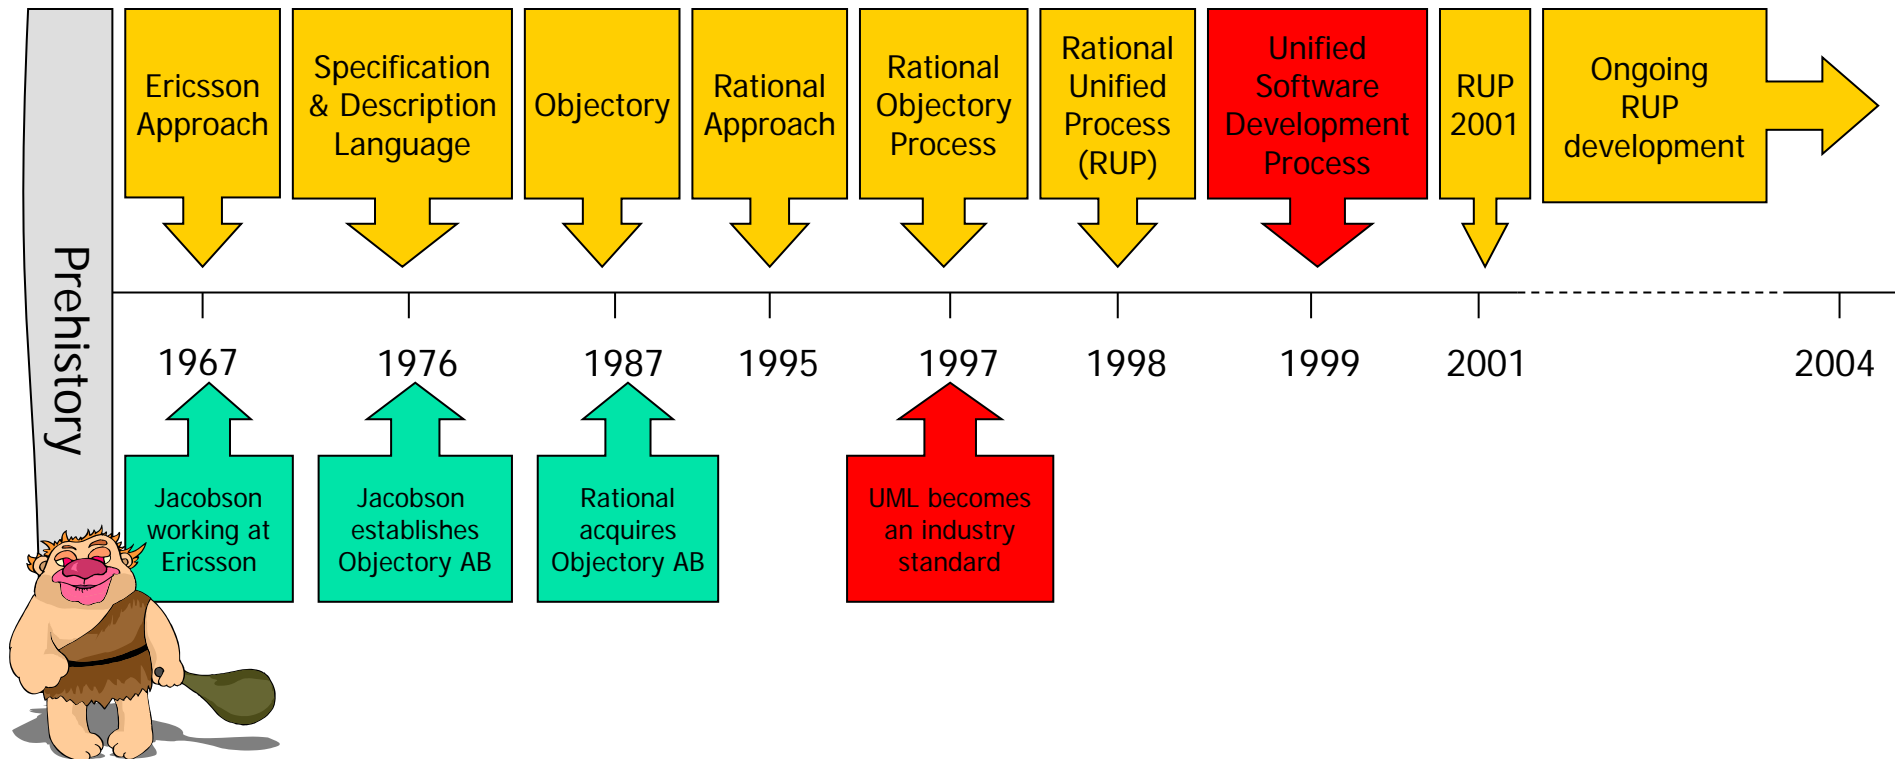 Prehistory
Ericsson
Approach
Specification
& Description
Language
Objectory
Rational
Approach
Rational
Objectory
Process
Rational
Unified
Process
(RUP)
Unified
Software
Development
Process
RUP
2001
Ongoing
RUP
development
1967
1976
1987
1995
1997
1998
1999
2001
2004
Jacobson
working at
Ericsson
Jacobson
establishes
Objectory AB
Rational
acquires
Objectory AB
UML becomes
an industry
standard